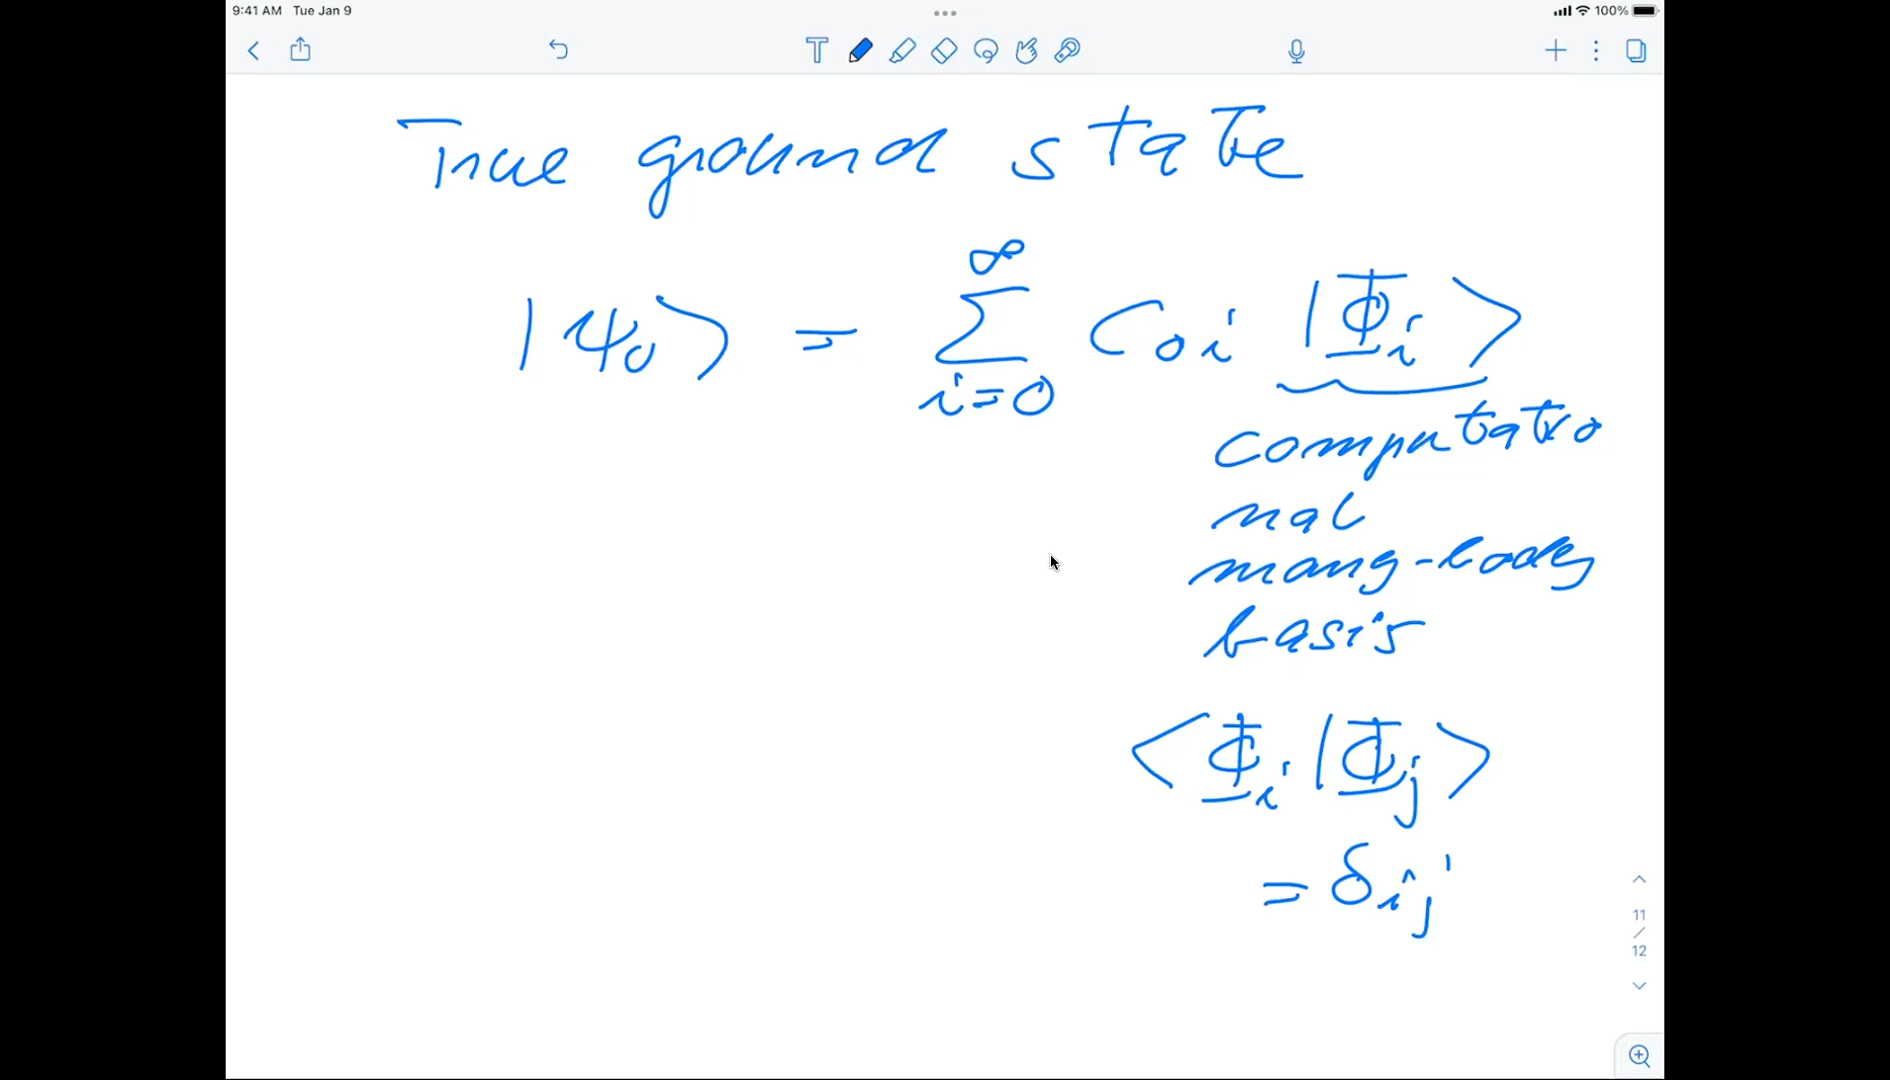 9:41 AM Tue Jan 9
100%
True ground state
|ψ₀⟩ = ∑_{i=0}^{∞} C₀ᵢ |Φᵢ⟩
computatio
nal
many-body
basis
⟨Φᵢ|Φⱼ⟩
= δᵢⱼ
11
/
12